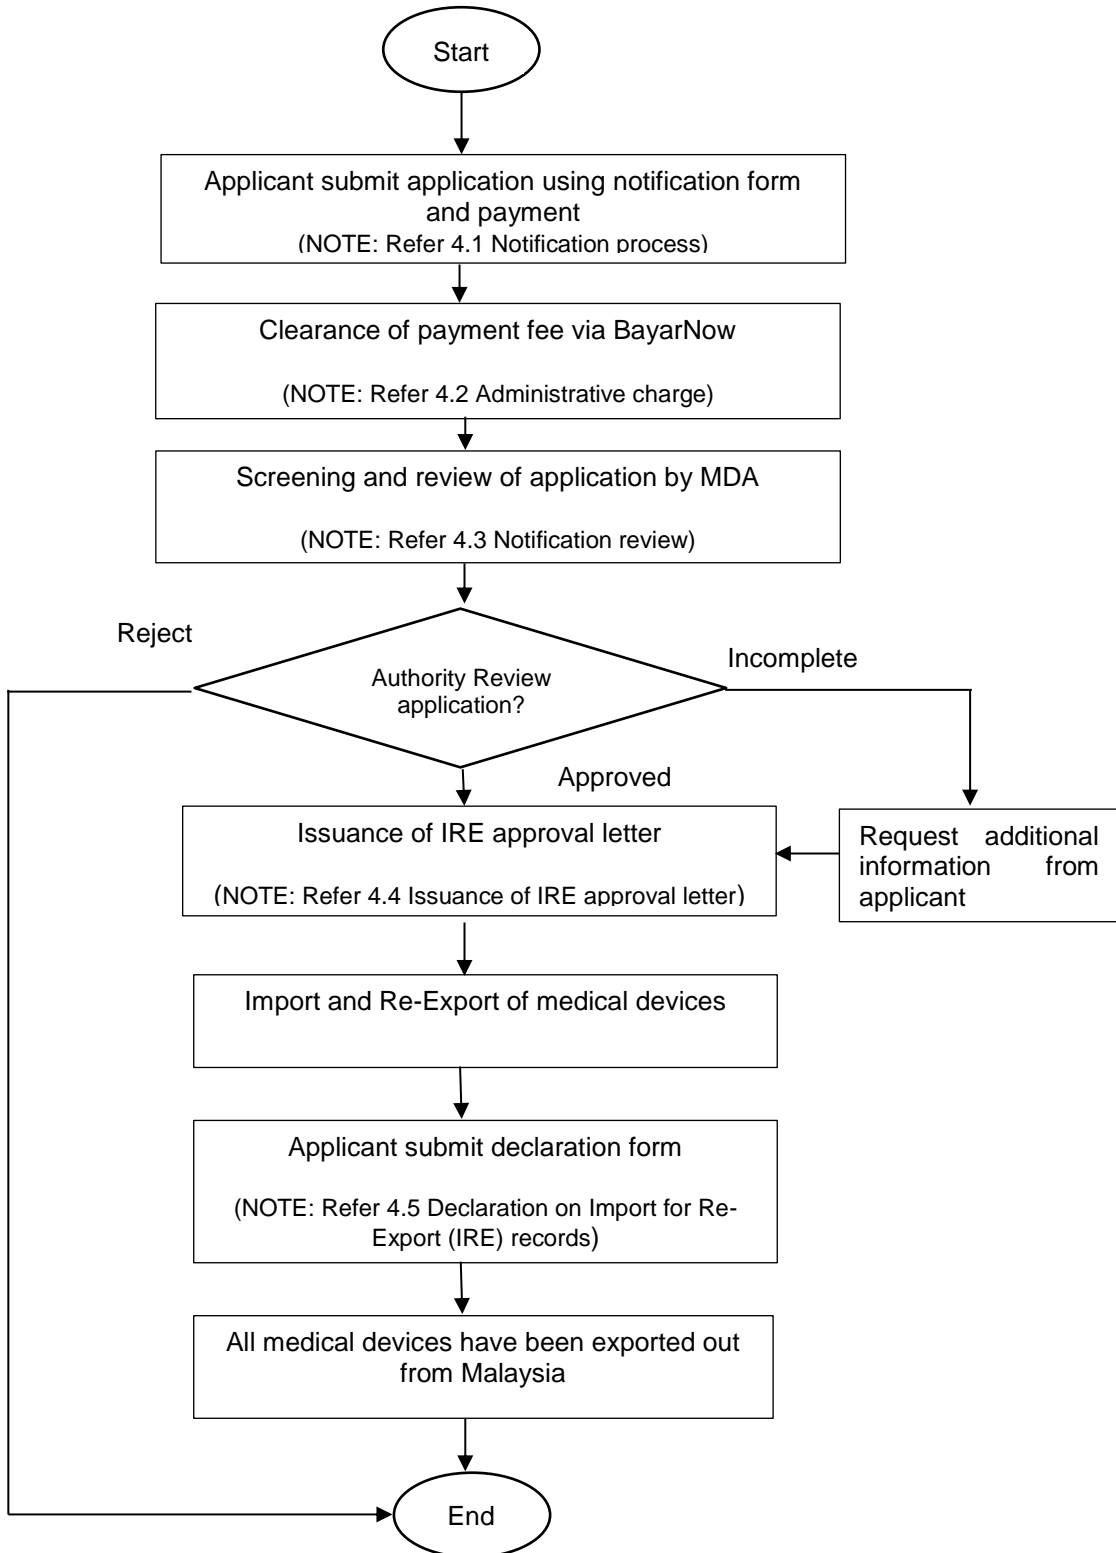 Start
Applicant submit application using notification form
and payment
(NOTE: Refer 4.1 Notification process)
Clearance of payment fee via BayarNow
(NOTE: Refer 4.2 Administrative charge)
Screening and review of application by MDA
(NOTE: Refer 4.3 Notification review)
Reject
Incomplete
Authority Review
application?
Approved
Issuance of IRE approval letter
(NOTE: Refer 4.4 Issuance of IRE approval letter)
Request additional
information from
applicant
Import and Re-Export of medical devices
Applicant submit declaration form
(NOTE: Refer 4.5 Declaration on Import for Re-
Export (IRE) records)
All medical devices have been exported out
from Malaysia
End